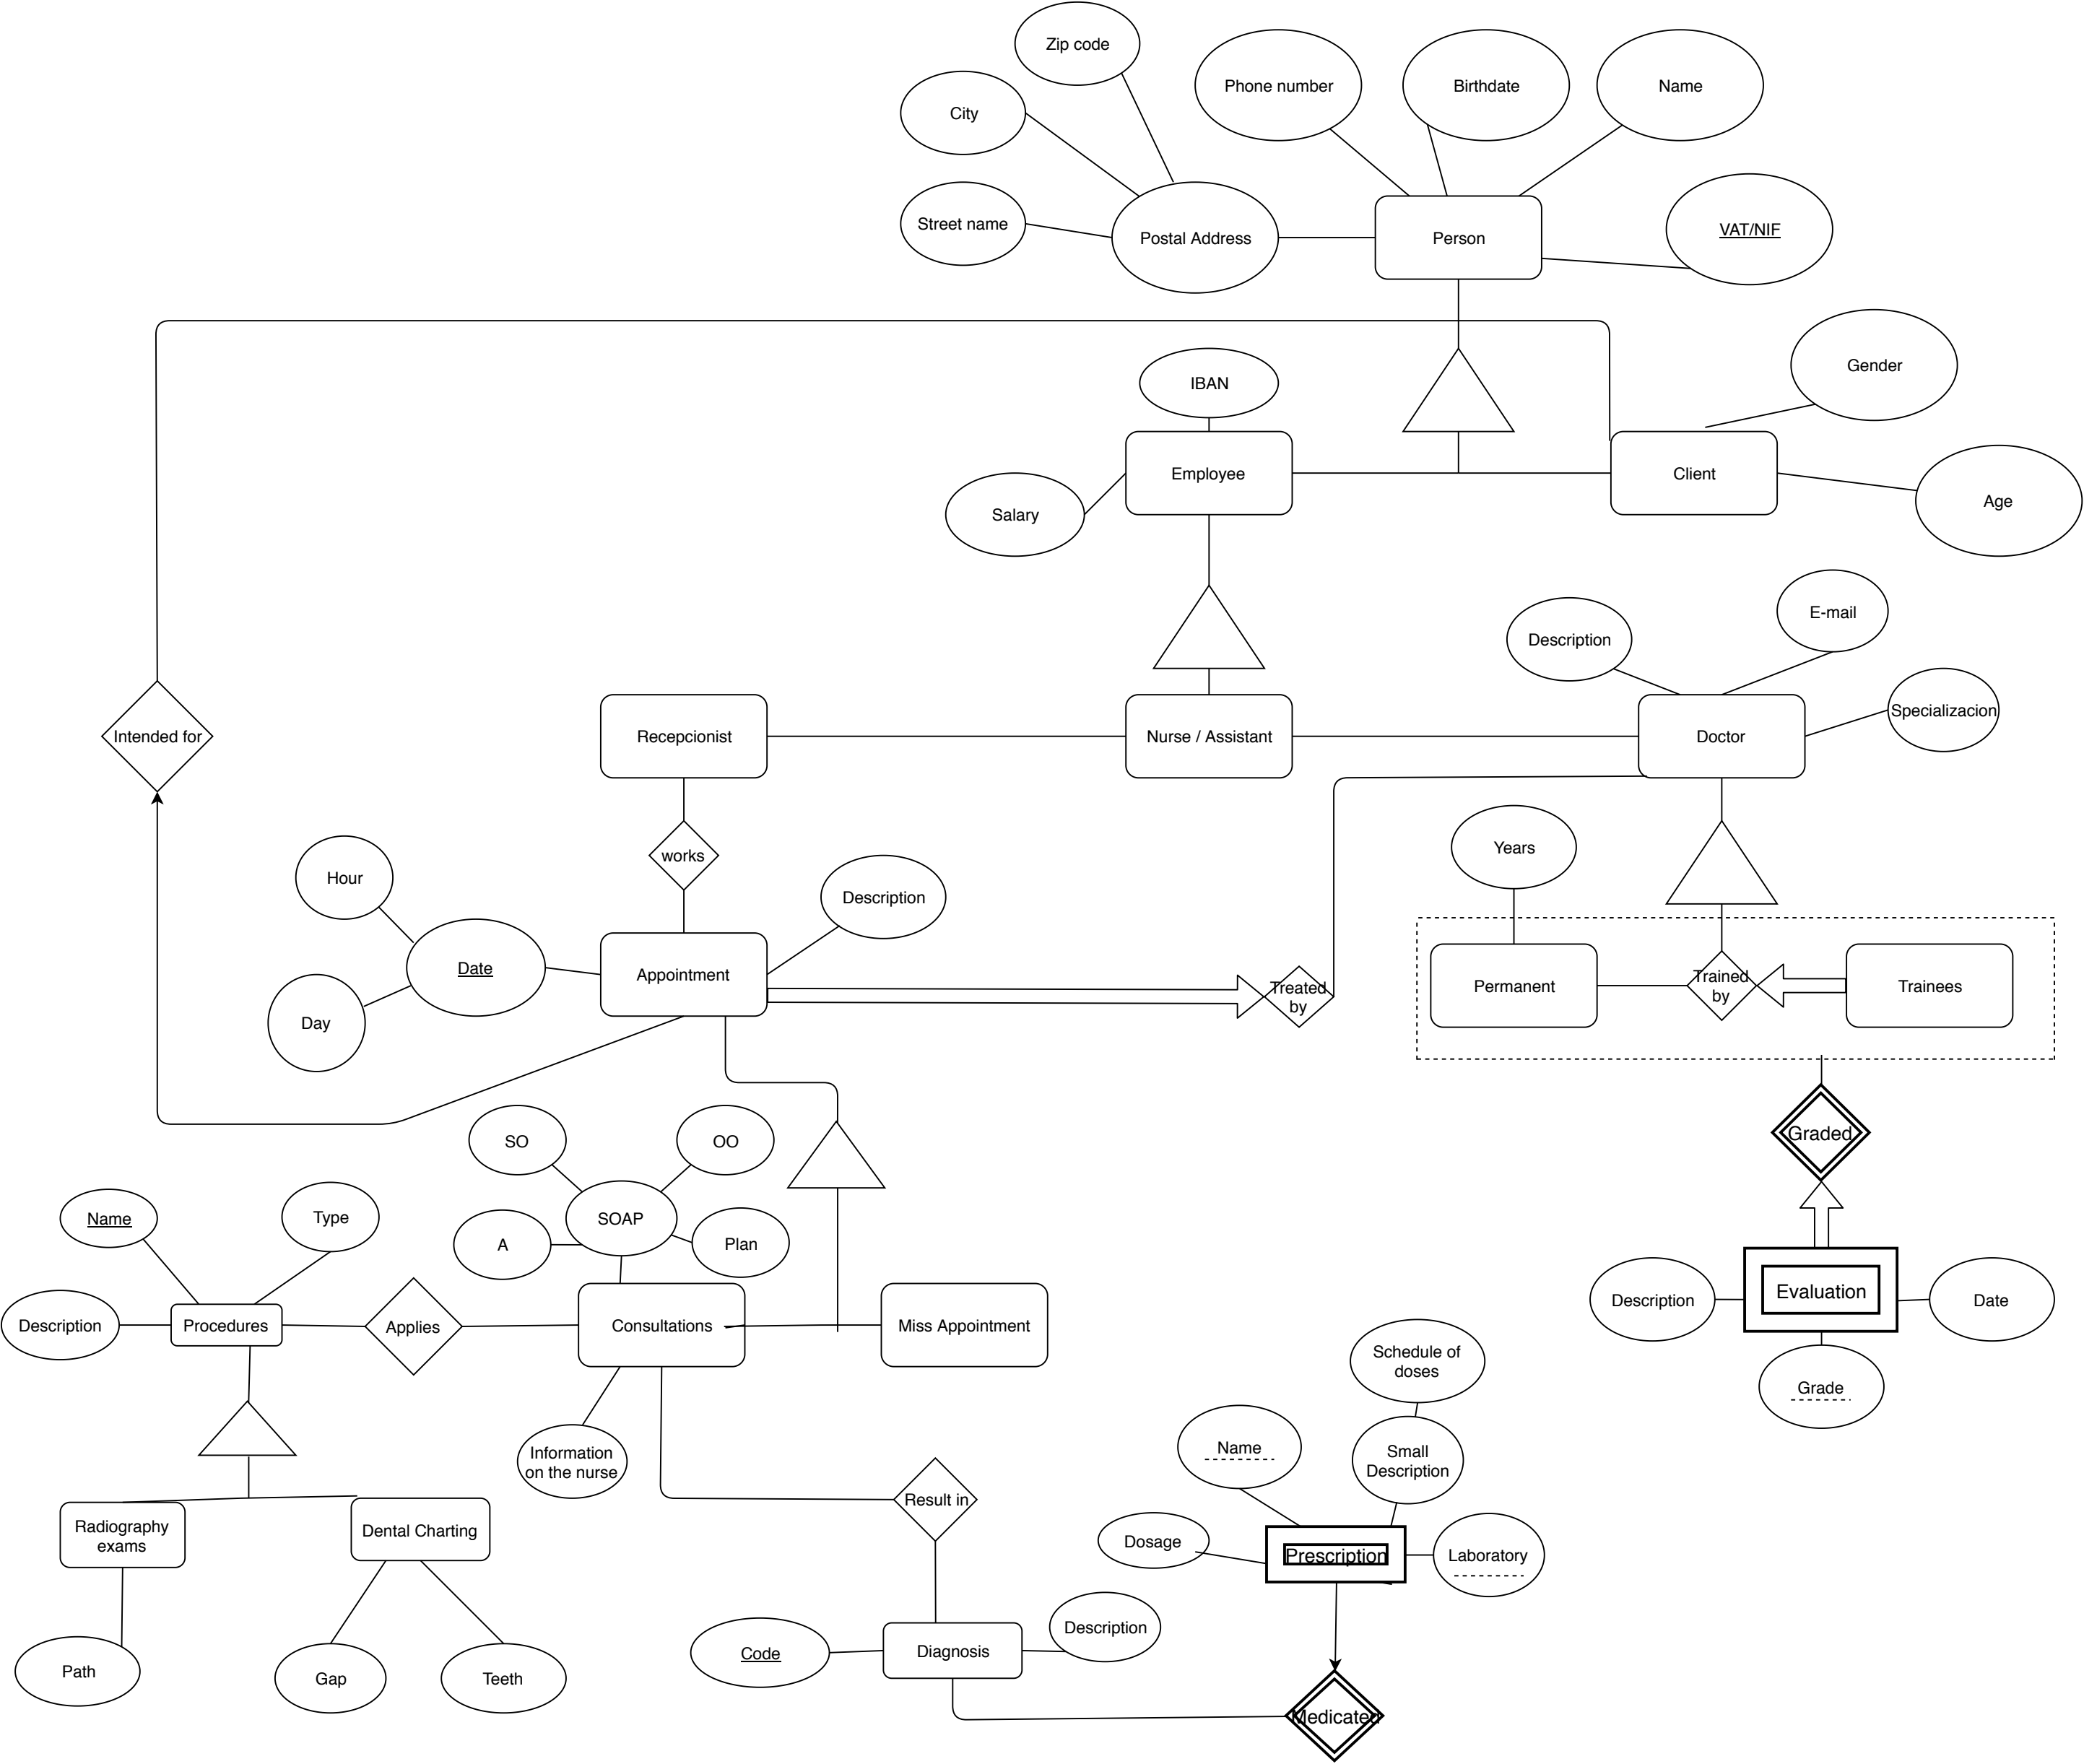 Zip code
Phone number
Birthdate
Name
City
Street name
Postal Address
Person
VAT/NIF
Gender
IBAN
Employee
Client
Salary
Age
E-mail
Description
Specializacion
Intended for
Recepcionist
Nurse / Assistant
Doctor
Years
works
Hour
Description
Date
Appointment
Treated
by
Permanent
Trained
by
Trainees
Day
Graded
SO
OO
SOAP
Name
Type
A
Plan
Evaluation
Description
Date
Description
Procedures
Applies
Consultations
Miss Appointment
Schedule of
doses
Grade
Information
on the nurse
Name
Small
Description
Result in
Radiography
exams
Dental Charting
Dosage
Prescription
Laboratory
Description
Code
Diagnosis
Path
Gap
Teeth
Medicated